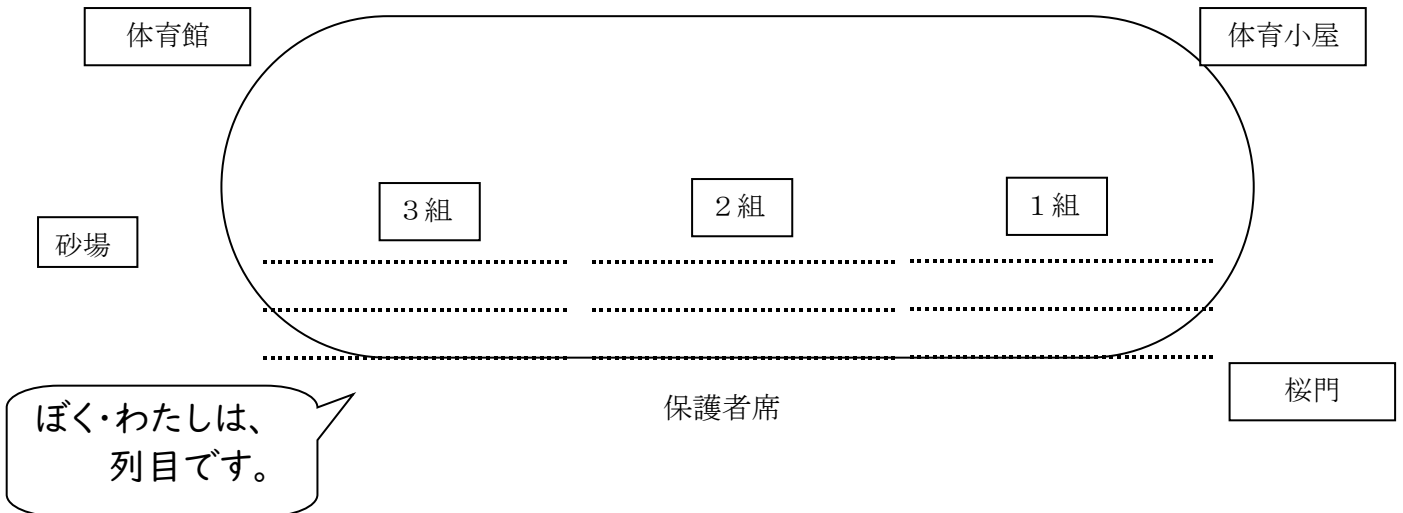 体育館
体育小屋
3組
2組
1組
砂場
桜門
保護者席
ぼく・わたしは、
列目です。